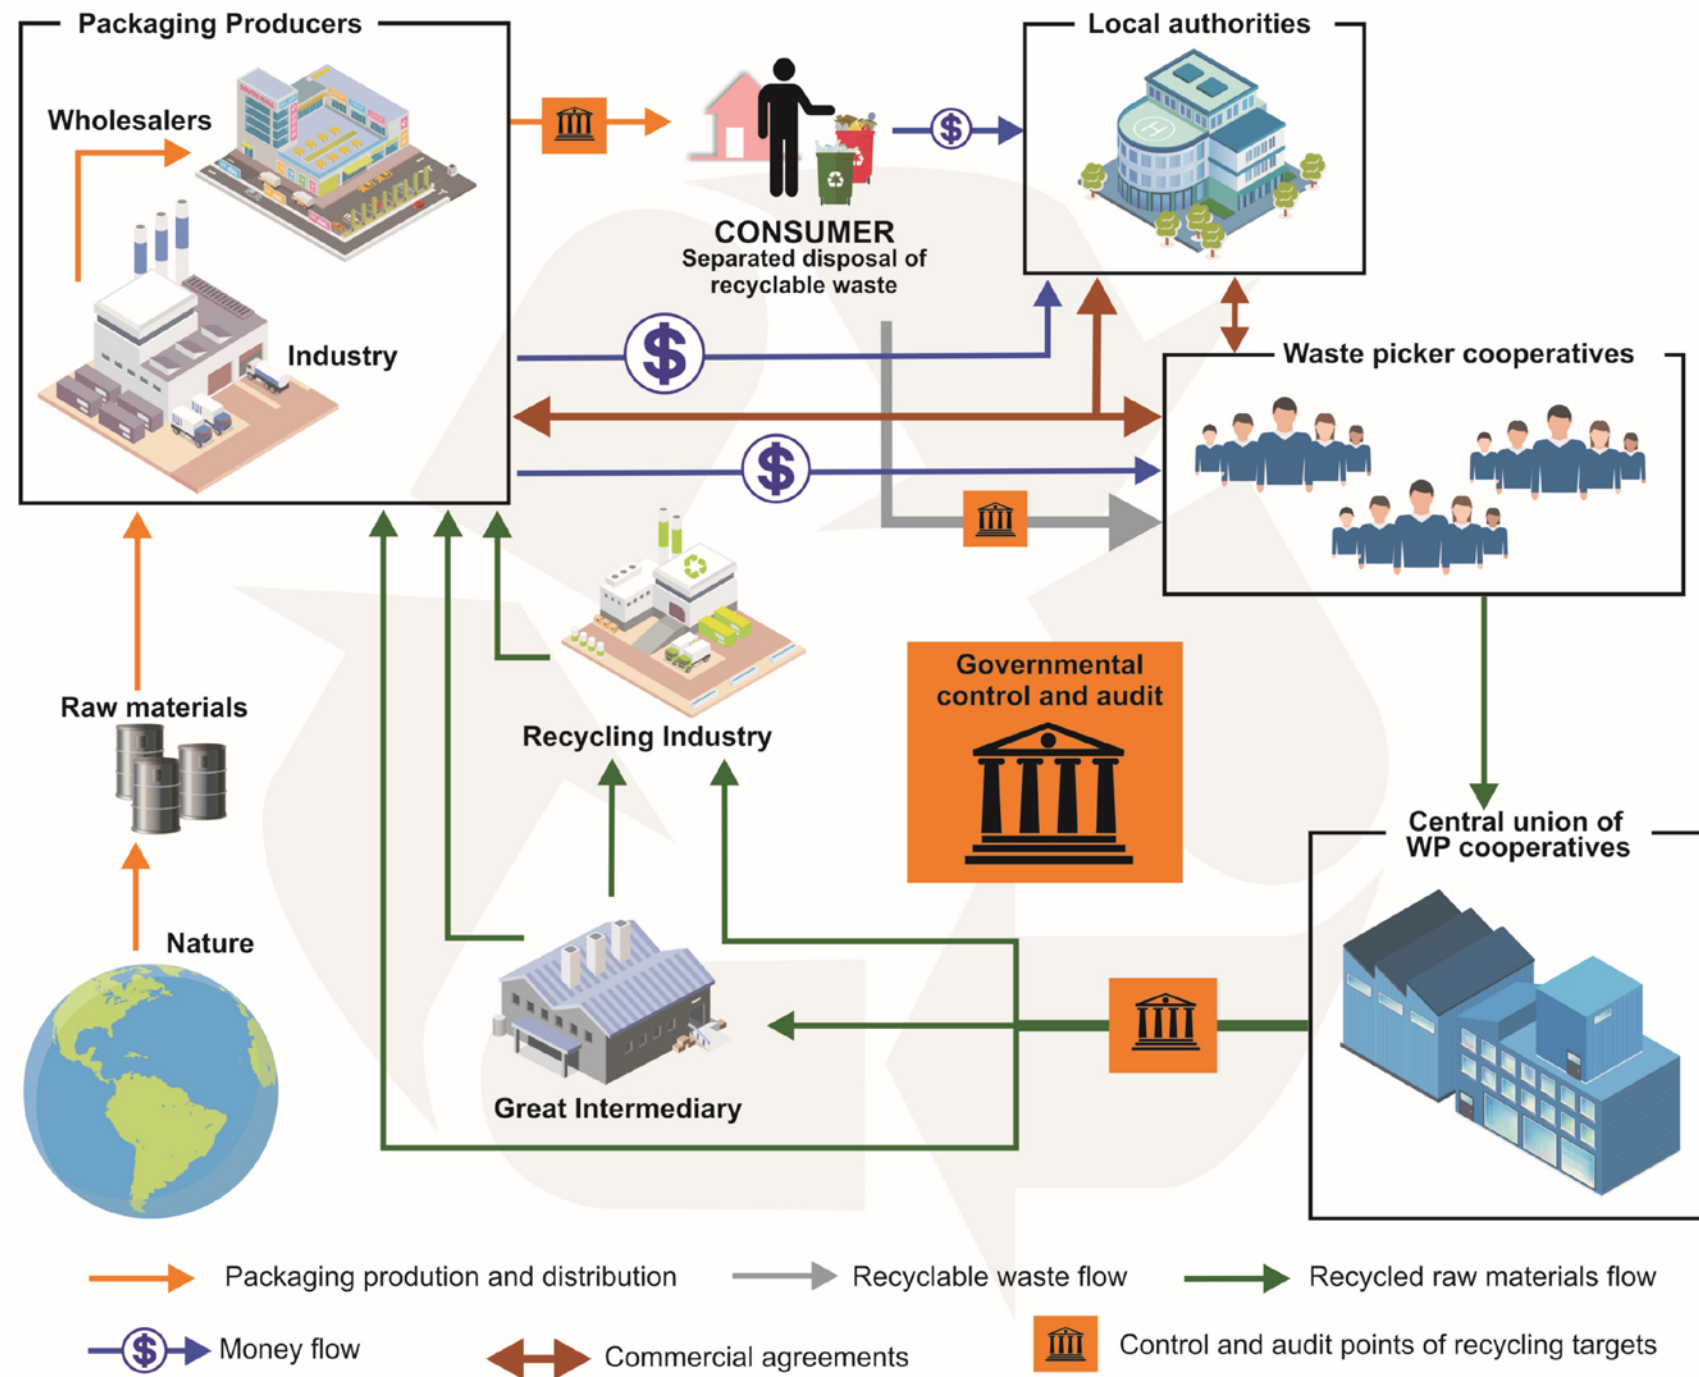 Packaging Producers
Wholesalers
Industry
CONSUMER
Separated disposal of
recyclable waste
$
Local authorities
$
$
Waste picker cooperatives
Raw materials
Nature
Recycling Industry
Great Intermediary
Governmental
control and audit
Central union of
WP cooperatives
H
Packaging prodution and distribution
Recyclable waste flow
Recycled raw materials flow
$
Money flow
Commercial agreements
Control and audit points of recycling targets